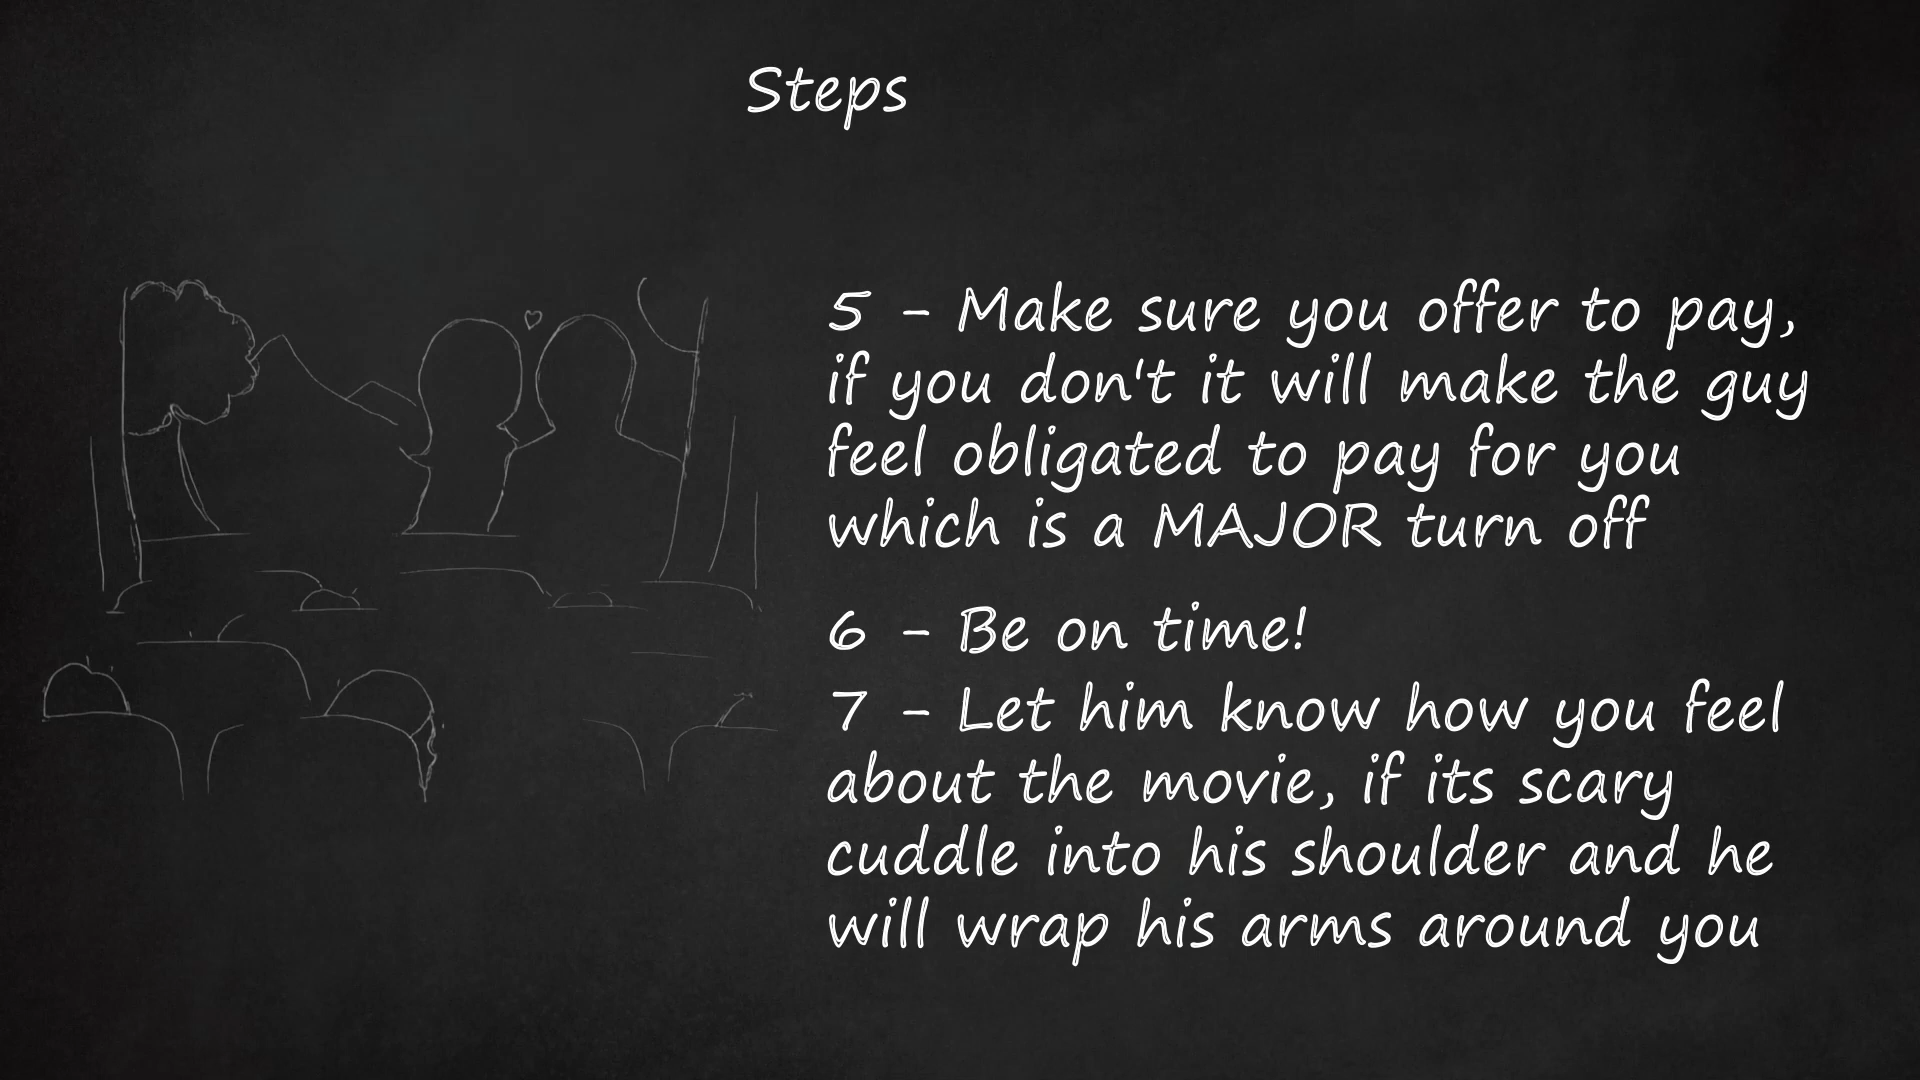 Steps
5 - Make sure you offer to pay,
if you don't it will make the guy
feel obligated to pay for you
which is a MAJOR turn off
6 - Be on time!
7 - Let him know how you feel
about the movie, if its scary
cuddle into his shoulder and he
will wrap his arms around you